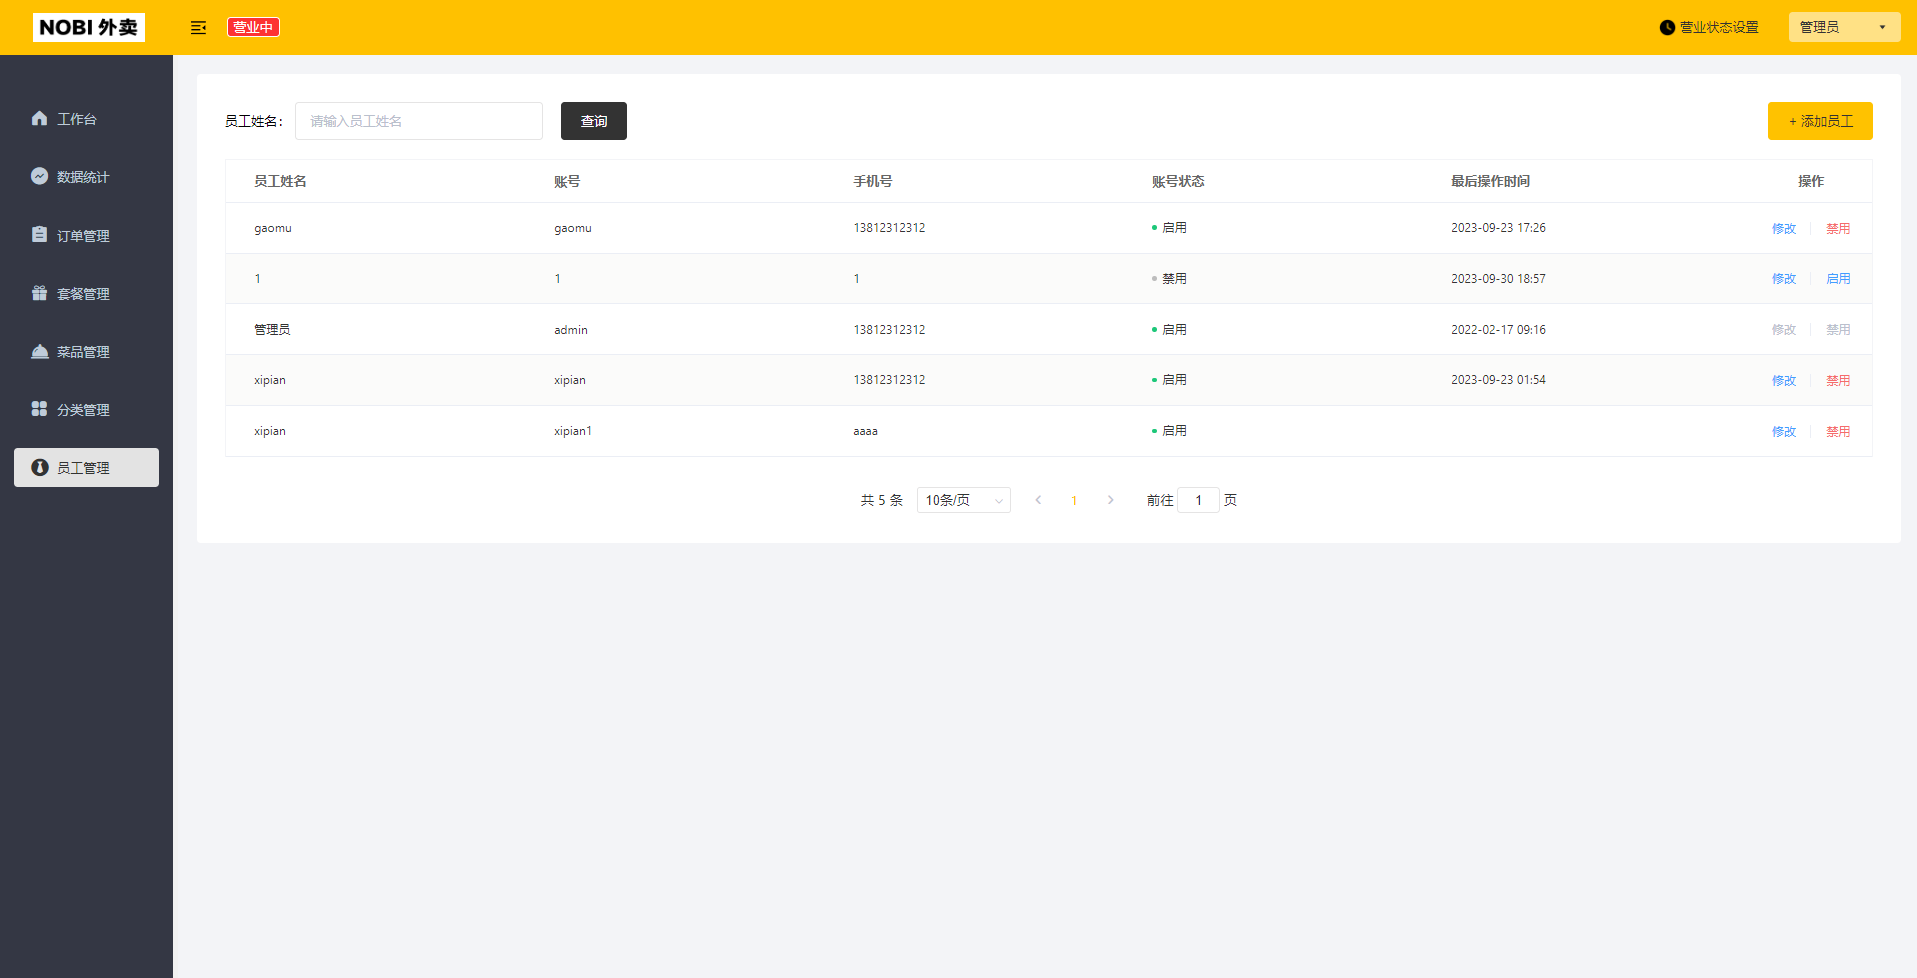 NOBI 外卖
营业中
营业状态设置
管理员
工作台
数据统计
订单管理
套餐管理
菜品管理
分类管理
员工管理
员工姓名： 请输入员工姓名 查询 + 添加员工
员工姓名 账号 手机号 账号状态 最后操作时间 操作
gaomu gaomu 13812312312 启用 2023-09-23 17:26 修改 禁用
1 1 1 禁用 2023-09-30 18:57 修改 启用
管理员 admin 13812312312 启用 2022-02-17 09:16 修改 禁用
xipian xipian 13812312312 启用 2023-09-23 01:54 修改 禁用
xipian xipian1 aaaa 启用 修改 禁用
共 5 条 10条/页 1 前往 1 页